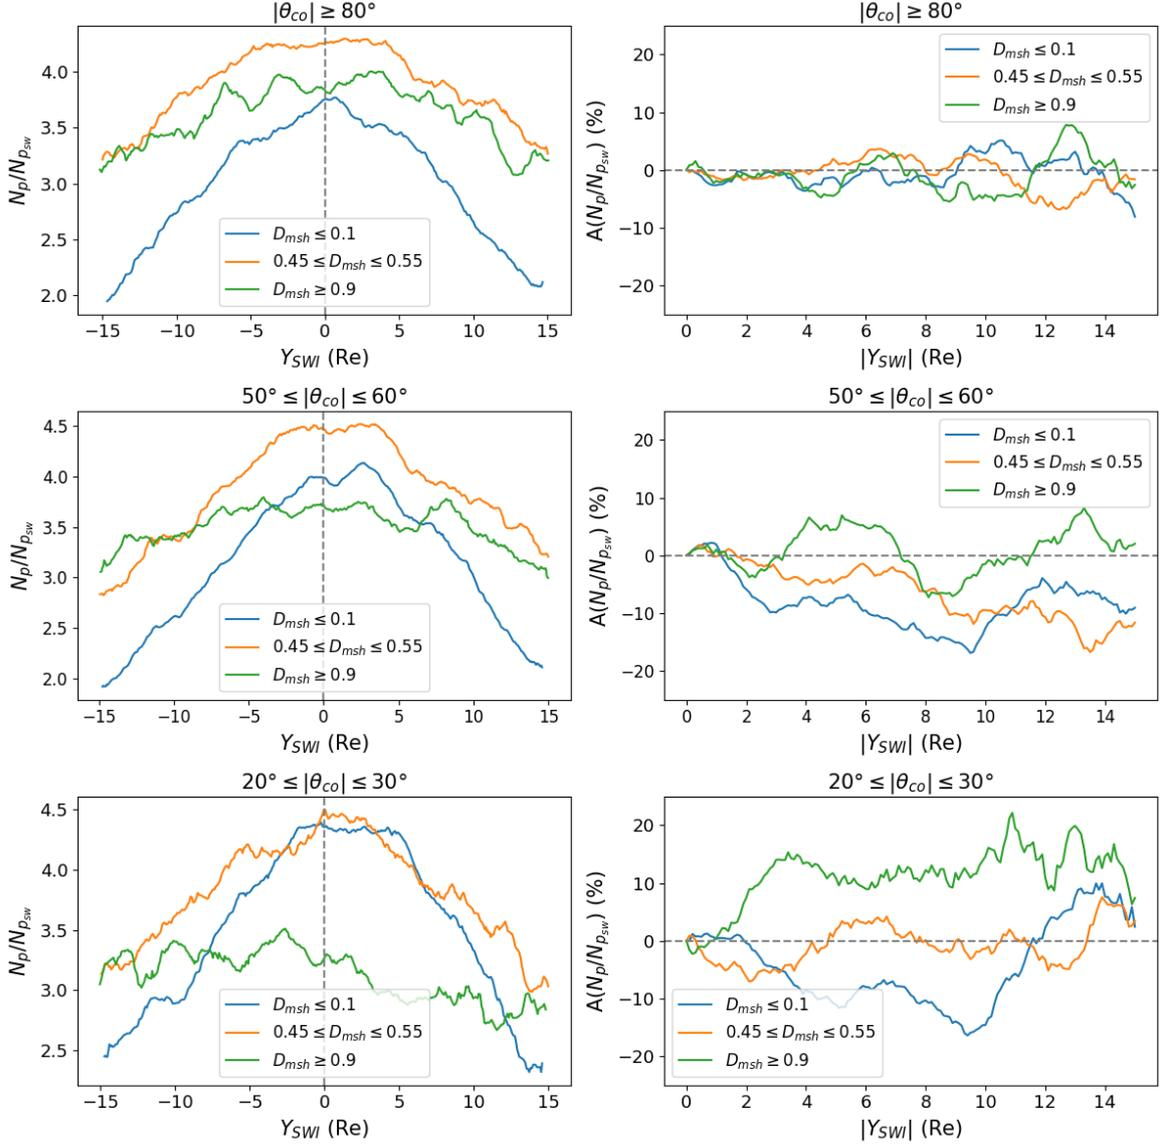 |θco| ≥ 80°
Np/Npsw
4.0
3.5
3.0
2.5
2.0
Dmsh ≤ 0.1
0.45 ≤ Dmsh ≤ 0.55
Dmsh ≥ 0.9
−15 −10 −5 0 5 10 15
YSWI (Re)
|θco| ≥ 80°
A(Np/Npsw) (%)
20
10
0
−10
−20
Dmsh ≤ 0.1
0.45 ≤ Dmsh ≤ 0.55
Dmsh ≥ 0.9
0 2 4 6 8 10 12 14
|YSWI| (Re)
50° ≤ |θco| ≤ 60°
Np/Npsw
4.5
4.0
3.5
3.0
2.5
2.0
Dmsh ≤ 0.1
0.45 ≤ Dmsh ≤ 0.55
Dmsh ≥ 0.9
−15 −10 −5 0 5 10 15
YSWI (Re)
50° ≤ |θco| ≤ 60°
A(Np/Npsw) (%)
20
10
0
−10
−20
Dmsh ≤ 0.1
0.45 ≤ Dmsh ≤ 0.55
Dmsh ≥ 0.9
0 2 4 6 8 10 12 14
|YSWI| (Re)
20° ≤ |θco| ≤ 30°
Np/Npsw
4.5
4.0
3.5
3.0
2.5
Dmsh ≤ 0.1
0.45 ≤ Dmsh ≤ 0.55
Dmsh ≥ 0.9
−15 −10 −5 0 5 10 15
YSWI (Re)
20° ≤ |θco| ≤ 30°
A(Np/Npsw) (%)
20
10
0
−10
−20
Dmsh ≤ 0.1
0.45 ≤ Dmsh ≤ 0.55
Dmsh ≥ 0.9
0 2 4 6 8 10 12 14
|YSWI| (Re)